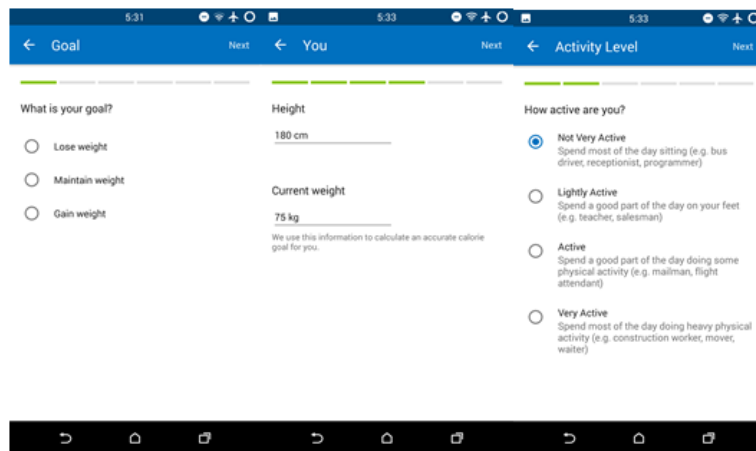 5:31
Goal
Next
What is your goal?
Lose weight
Maintain weight
Gain weight
5:33
You
Next
Height
180 cm
Current weight
75 kg
We use this information to calculate an accurate calorie
goal for you.
5:33
Activity Level
Next
How active are you?
Not Very Active
Spend most of the day sitting (e.g. bus
driver, receptionist, programmer)
Lightly Active
Spend a good part of the day on your feet
(e.g. teacher, salesman)
Active
Spend a good part of the day doing some
physical activity (e.g. mailman, flight
attendant)
Very Active
Spend most of the day doing heavy physical
activity (e.g. construction worker, mover,
waiter)